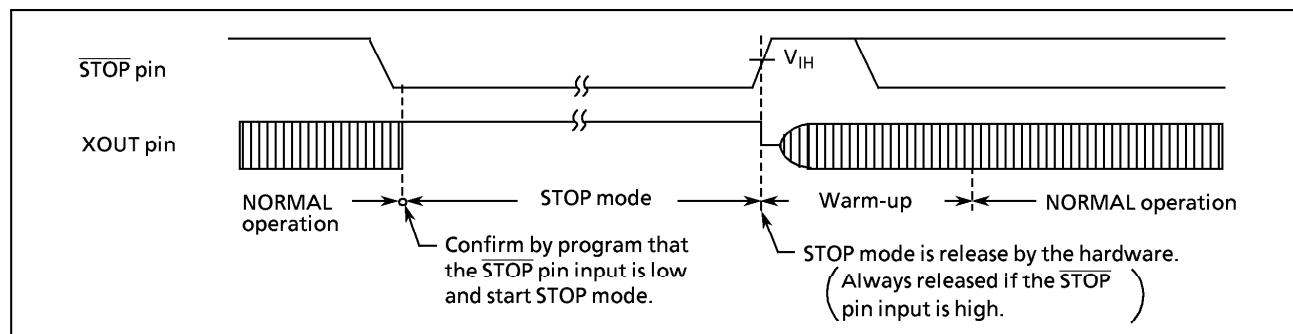 STOP pin
VIH
XOUT pin
NORMAL operation
STOP mode
Warm-up
NORMAL operation
Confirm by program that
the STOP pin input is low
and start STOP mode.
STOP mode is release by the hardware.
(Always released if the STOP
pin input is high.)